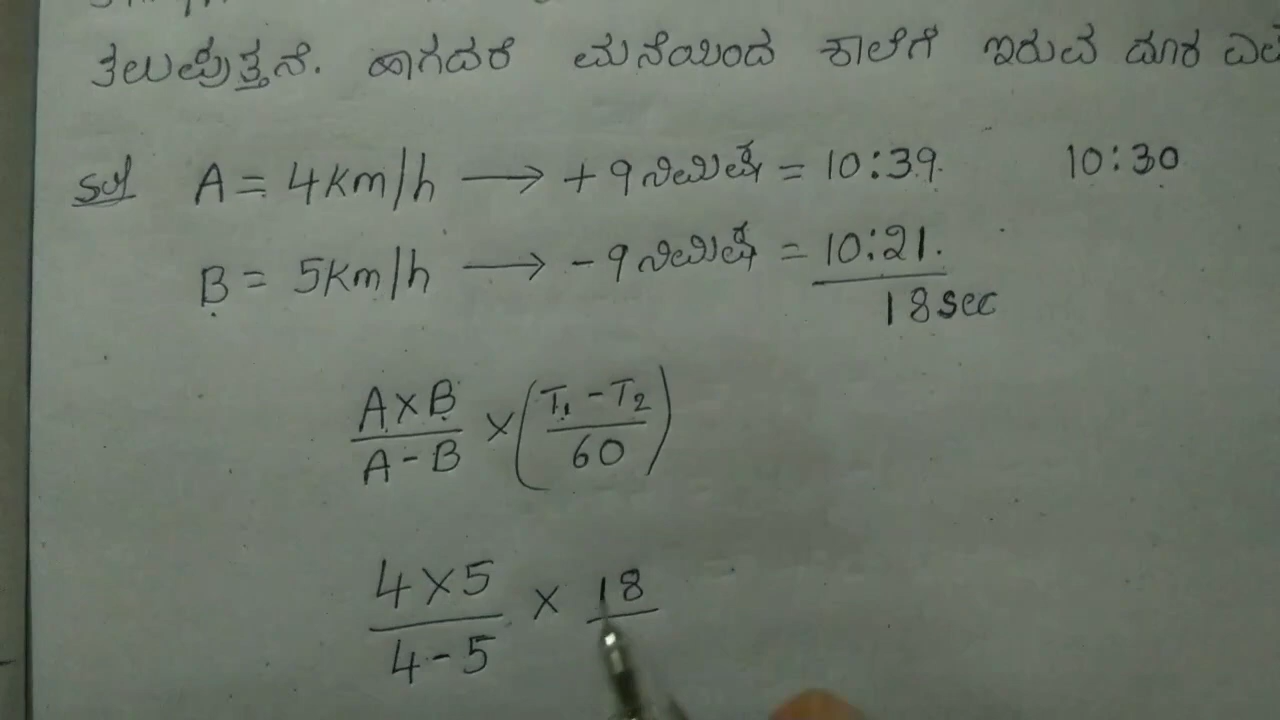 ತಲುಪುತ್ತನೆ. ಹಾಗದರೆ ಮನೆಯಿಂದ ಶಾಲೆಗೆ ಇರುವ ದೂರ
Sol A = 4km/h → +9 ನಿಮಿಷ = 10:39. 10:30
B = 5km/h → -9 ನಿಮಿಷ = 10:21.
18sec
A×B/A-B × (T₁-T₂/60)
4×5/4-5 × 18